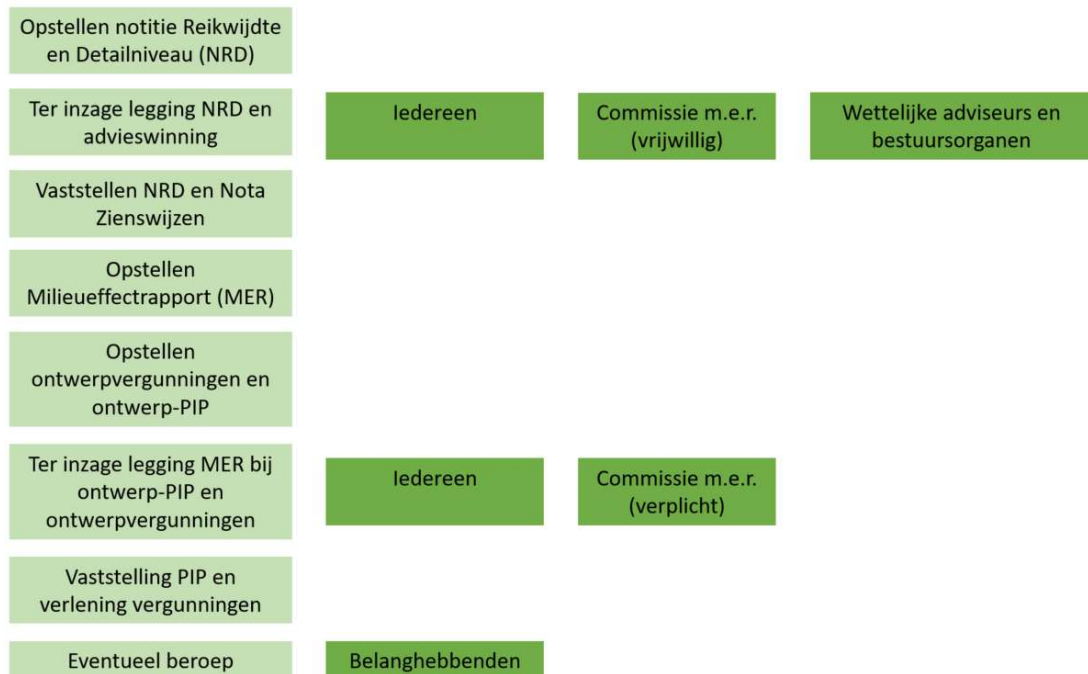 Opstellen notitie Reikwijdte
en Detailniveau (NRD)
Ter inzage legging NRD en
advieswinning
Iedereen
Commissie m.e.r.
(vrijwillig)
Wettelijke adviseurs en
bestuursorganen
Vaststellen NRD en Nota
Zienswijzen
Opstellen
Milieueffectrapport (MER)
Opstellen
ontwerpvergunningen en
ontwerp-PIP
Ter inzage legging MER bij
ontwerp-PIP en
ontwerpvergunningen
Iedereen
Commissie m.e.r.
(verplicht)
Vaststelling PIP en
verlening vergunningen
Eventueel beroep
Belanghebbenden